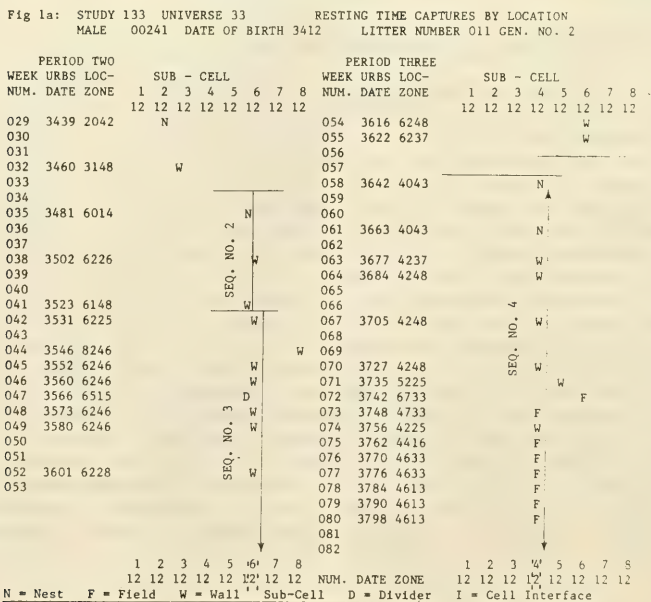 Fig 1a: STUDY 133 UNIVERSE 33 RESTING TIME CAPTURES BY LOCATION
MALE 00241 DATE OF BIRTH 3412 LITTER NUMBER 011 GEN. NO. 2
PERIOD TWO
WEEK URBS LOC- SUB - CELL
NUM. DATE ZONE 1 2 3 4 5 6 7 8
12 12 12 12 12 12 12 12
029 3439 2042 N
030
031
032 3460 3148 W
033
034
035 3481 6014 N
036
037
038 3502 6226 W
039
040
041 3523 6148 W
042 3531 6225 W
043
044 3546 8246 W
045 3552 6246 W
046 3560 6246 W
047 3566 6515 D
048 3573 6246 W
049 3580 6246 W
050
051
052 3601 6228 W
053
SEQ. NO. 2
SEQ. NO. 3
1 2 3 4 5 '6' 7 8
12 12 12 12 12 '12' 12 12
PERIOD THREE
WEEK URBS LOC- SUB - CELL
NUM. DATE ZONE 1 2 3 4 5 6 7 8
12 12 12 12 12 12 12 12
054 3616 6248 W
055 3622 6237 W
056
057
058 3642 4043 N
059
060
061 3663 4043 N
062
063 3677 4237 W
064 3684 4248 W
065
066
067 3705 4248 W
068
069
070 3727 4248 W
071 3735 5225 W
072 3742 6733 F
073 3748 4733 F
074 3756 4225 W
075 3762 4416 F
076 3770 4633 F
077 3776 4633 F
078 3784 4613 F
079 3790 4613 F
080 3798 4613 F
081
082
SEQ. NO. 4
1 2 3 '4' 5 6 7 8
NUM. DATE ZONE 12 12 12 12 12 12 12 12
N = Nest F = Field W = Wall Sub-Cell D = Divider I = Cell Interface